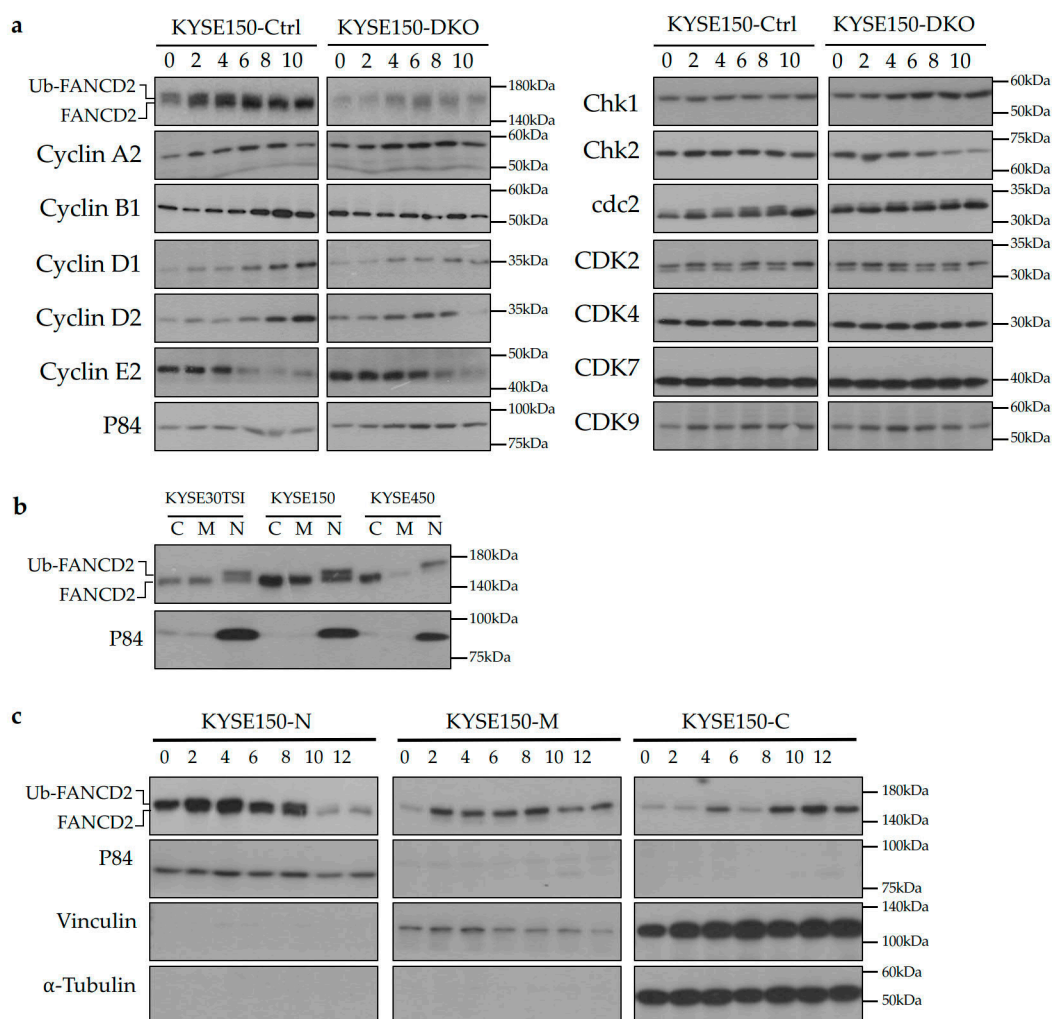 a
KYSE150-Ctrl KYSE150-DKO
0 2 4 6 8 10 0 2 4 6 8 10
Ub-FANCD2
FANCD2
180kDa
140kDa
Cyclin A2
60kDa
50kDa
Cyclin B1
60kDa
50kDa
Cyclin D1
35kDa
Cyclin D2
35kDa
Cyclin E2
50kDa
40kDa
P84
100kDa
75kDa
KYSE150-Ctrl KYSE150-DKO
0 2 4 6 8 10 0 2 4 6 8 10
Chk1
60kDa
50kDa
Chk2
75kDa
60kDa
cdc2
35kDa
30kDa
CDK2
35kDa
30kDa
CDK4
30kDa
CDK7
40kDa
CDK9
60kDa
50kDa
b
KYSE30TSI KYSE150 KYSE450
C M N C M N C M N
Ub-FANCD2
FANCD2
180kDa
140kDa
P84
100kDa
75kDa
c
KYSE150-N KYSE150-M KYSE150-C
0 2 4 6 8 10 12 0 2 4 6 8 10 12 0 2 4 6 8 10 12
Ub-FANCD2
FANCD2
180kDa
140kDa
P84
100kDa
75kDa
Vinculin
140kDa
100kDa
α-Tubulin
60kDa
50kDa